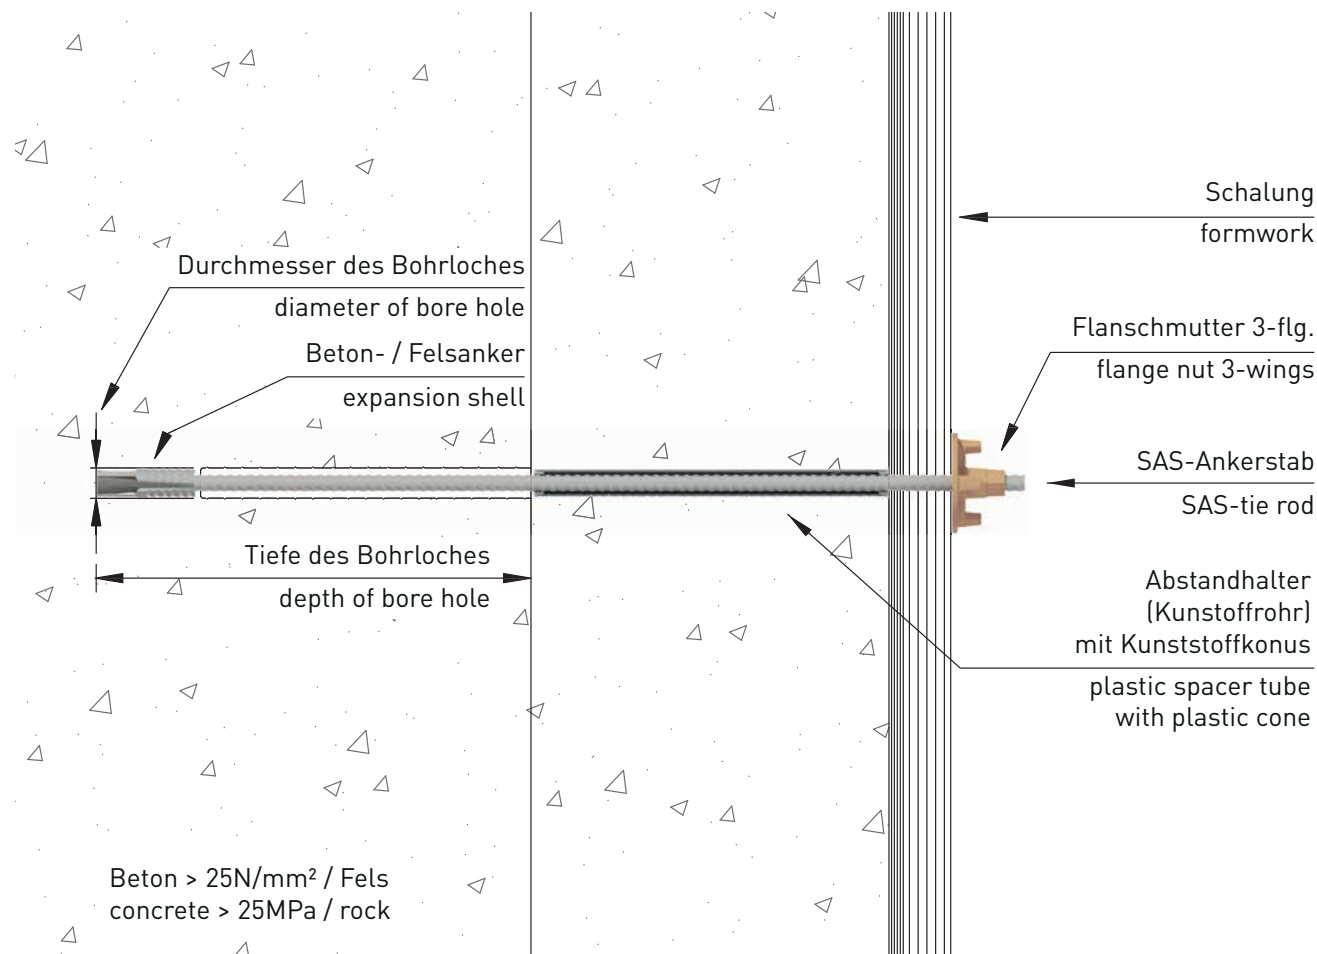 Schalung
formwork
Durchmesser des Bohrloches
diameter of bore hole
Flanschmutter 3-flg.
flange nut 3-wings
Beton- / Felsanker
expansion shell
SAS-Ankerstab
SAS-tie rod
Tiefe des Bohrloches
depth of bore hole
Abstandhalter
(Kunstoffrohr)
mit Kunststoffkonus
plastic spacer tube
with plastic cone
Beton > 25N/mm² / Fels
concrete > 25MPa / rock